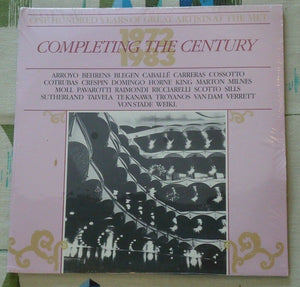 ONE HUNDRED YEARS OF GREAT ARTISTS AT THE MET
1972
COMPLETING THE CENTURY
1983
ARROYO BEHRENS BLEGEN CABALLÉ CARRERAS COSSOTTO
COTRUBAS CRESPIN DOMINGO HORNE KING MARTON MILNES
MOLL PAVAROTTI RAIMONDI RICCIARELLI SCOTTO SILLS
SUTHERLAND TALVELA TE KANAWA TROYANOS VAN DAM VERRETT
VON STADE WEIKL